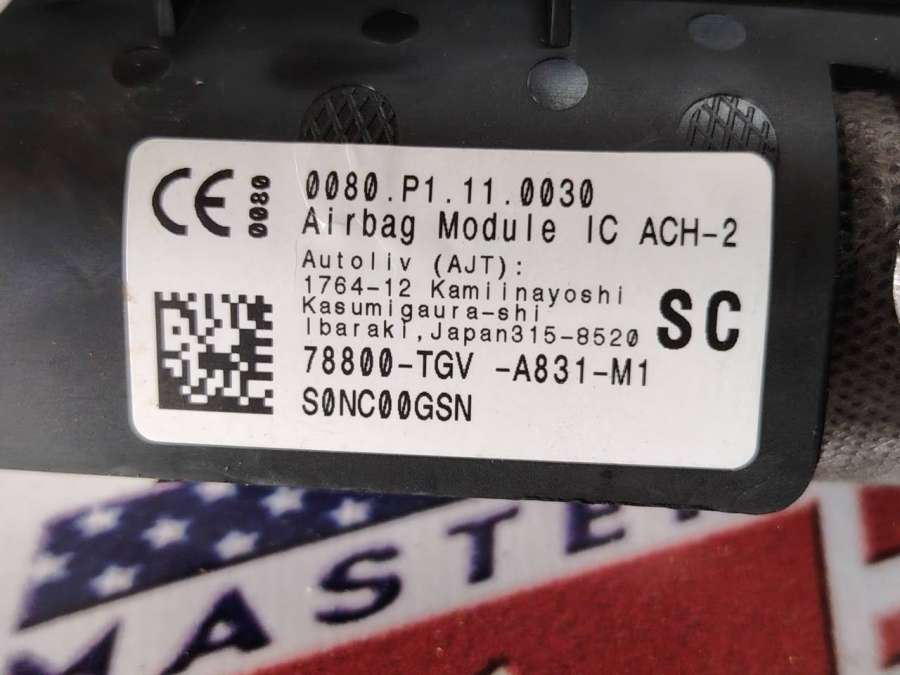 CE 0080
0080.P1.11.0030
Airbag Module IC ACH-2
Autoliv (AJT):
1764-12 Kamiinayoshi
Kasumigaura-shi
Ibaraki,Japan315-8520
SC
78800-TGV -A831-M1
S0NC00GSN
MASTER